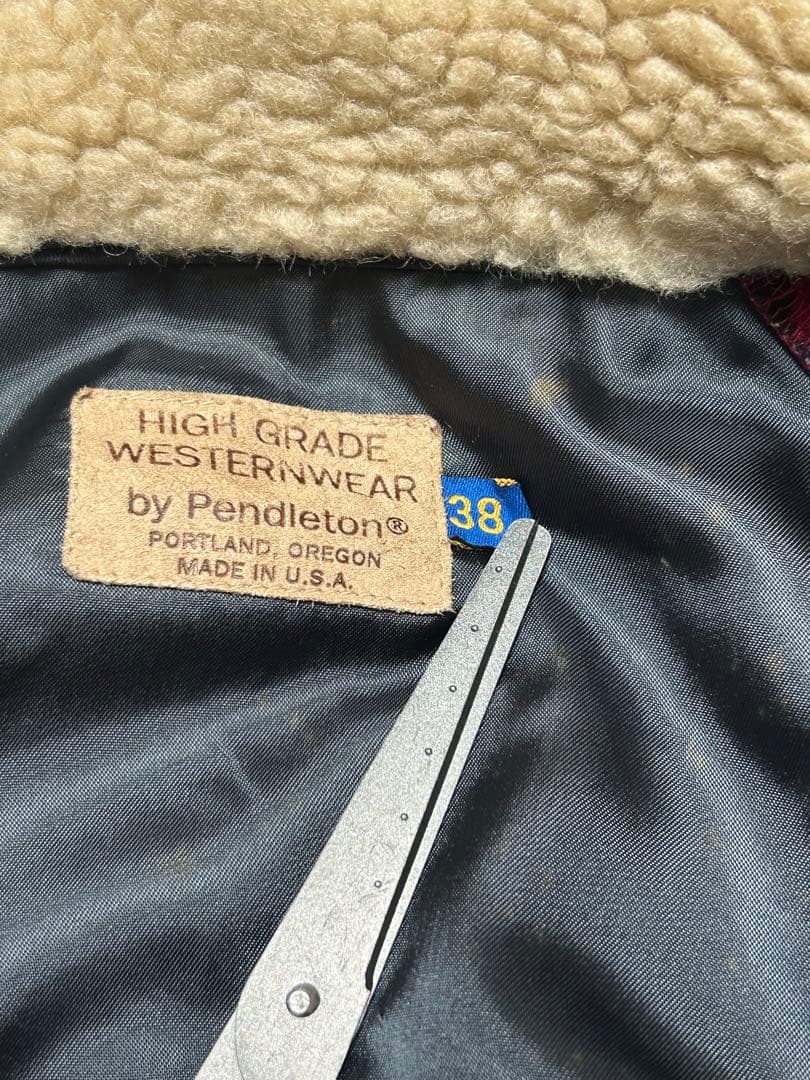 HIGH GRADE
WESTERNWEAR
by Pendleton®
PORTLAND, OREGON
MADE IN U.S.A.
38